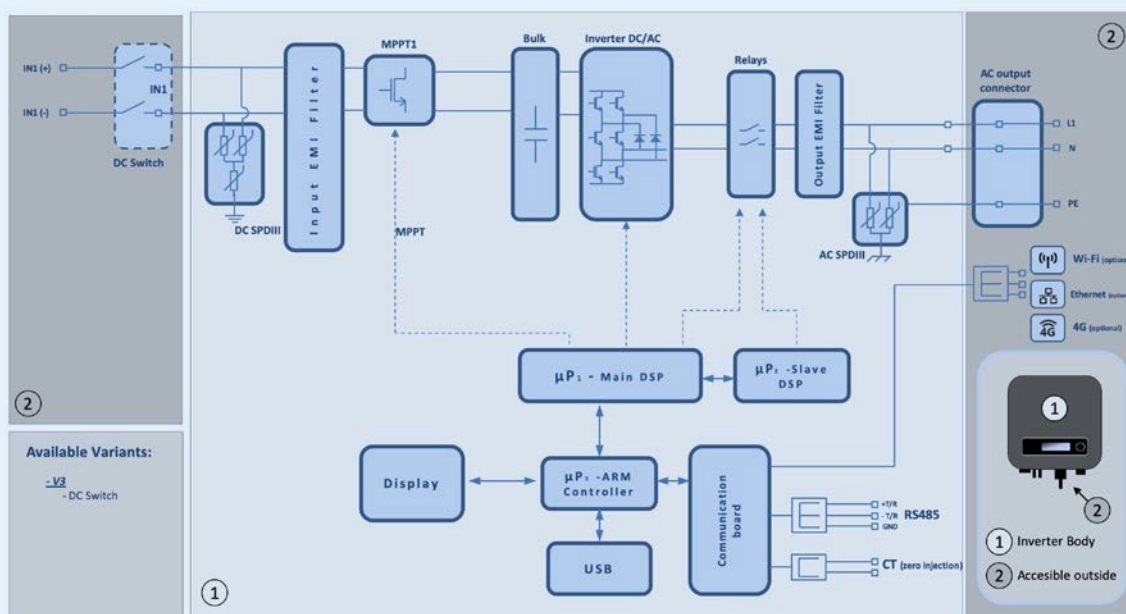 2
IN1 (+)
IN1 (-)
IN1
DC Switch
DC SPDIII
Input EMI Filter
MPPT1
MPPT
Bulk
Inverter DC/AC
Relays
Output EMI Filter
AC SPDIII
2
AC output
connector
L1
N
PE
Wi-Fi (option
Ethernet (option
4G
4G (optional)
µP1 - Main DSP
µP2 -Slave
DSP
Display
µP3 -ARM
Controller
USB
Communication
board
+T/R
- T/R
GND
RS485
CT (zero injection)
1
Available Variants:
- V3
- DC Switch
1
2
1 Inverter Body
2 Accesible outside